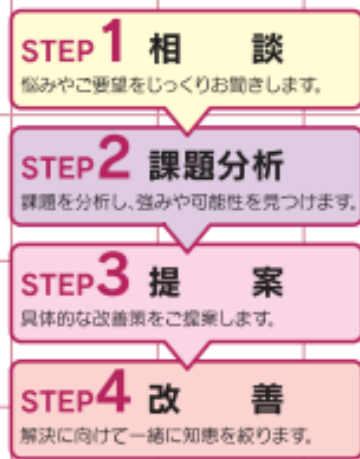 STEP1 相　談
悩みやご要望をじっくりお聞きします。
STEP2 課題分析
課題を分析し、強みや可能性を見つけます。
STEP3 提　案
具体的な改善策をご提案します。
STEP4 改　善
解決に向けて一緒に知恵を絞ります。